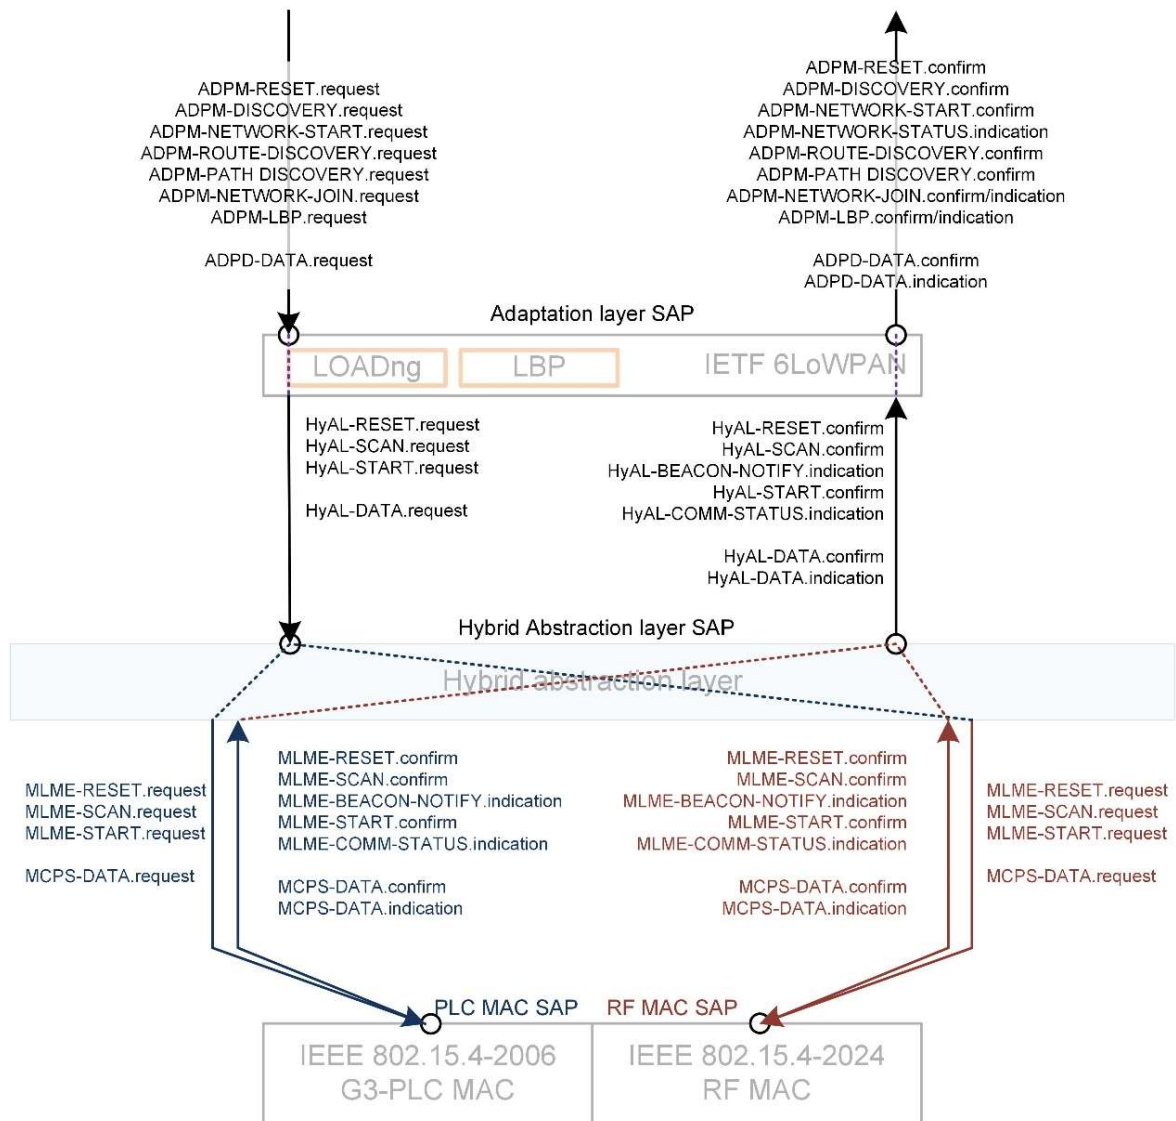 ADPM-RESET.request
ADPM-DISCOVERY.request
ADPM-NETWORK-START.request
ADPM-ROUTE-DISCOVERY.request
ADPM-PATH DISCOVERY.request
ADPM-NETWORK-JOIN.request
ADPM-LBP.request
ADPD-DATA.request
ADPM-RESET.confirm
ADPM-DISCOVERY.confirm
ADPM-NETWORK-START.confirm
ADPM-NETWORK-STATUS.indication
ADPM-ROUTE-DISCOVERY.confirm
ADPM-PATH DISCOVERY.confirm
ADPM-NETWORK-JOIN.confirm/indication
ADPM-LBP.confirm/indication
ADPD-DATA.confirm
ADPD-DATA.indication
Adaptation layer SAP
LOADng
LBP
IETF 6LoWPAN
HyAL-RESET.request
HyAL-SCAN.request
HyAL-START.request
HyAL-DATA.request
HyAL-RESET.confirm
HyAL-SCAN.confirm
HyAL-BEACON-NOTIFY.indication
HyAL-START.confirm
HyAL-COMM-STATUS.indication
HyAL-DATA.confirm
HyAL-DATA.indication
Hybrid Abstraction layer SAP
Hybrid abstraction layer
MLME-RESET.request
MLME-SCAN.request
MLME-START.request
MCPS-DATA.request
MLME-RESET.confirm
MLME-SCAN.confirm
MLME-BEACON-NOTIFY.indication
MLME-START.confirm
MLME-COMM-STATUS.indication
MCPS-DATA.confirm
MCPS-DATA.indication
MLME-RESET.confirm
MLME-SCAN.confirm
MLME-BEACON-NOTIFY.indication
MLME-START.confirm
MLME-COMM-STATUS.indication
MCPS-DATA.confirm
MCPS-DATA.indication
MLME-RESET.request
MLME-SCAN.request
MLME-START.request
MCPS-DATA.request
PLC MAC SAP
RF MAC SAP
IEEE 802.15.4-2006
G3-PLC MAC
IEEE 802.15.4-2024
RF MAC